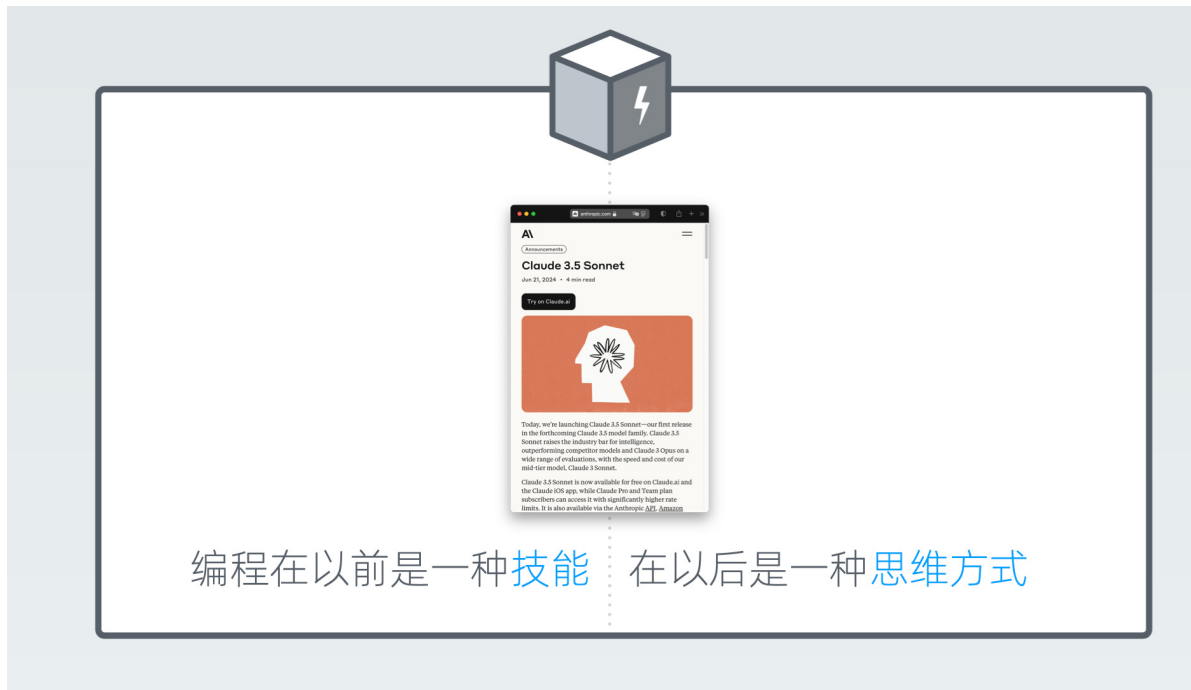 anthropic.com
A\
Announcements
Claude 3.5 Sonnet
Jun 21, 2024 • 4 min read
Try on Claude.ai
Today, we're launching Claude 3.5 Sonnet—our first release
in the forthcoming Claude 3.5 model family. Claude 3.5
Sonnet raises the industry bar for intelligence,
outperforming competitor models and Claude 3 Opus on a
wide range of evaluations, with the speed and cost of our
mid-tier model, Claude 3 Sonnet.
Claude 3.5 Sonnet is now available for free on Claude.ai and
the Claude iOS app, while Claude Pro and Team plan
subscribers can access it with significantly higher rate
limits. It is also available via the Anthropic API, Amazon
编程在以前是一种技能 在以后是一种思维方式